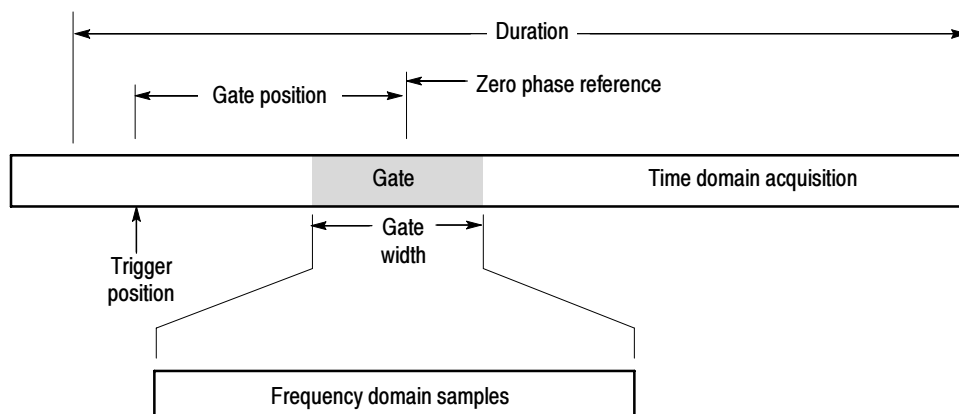 Duration
Zero phase reference
Gate position
Gate
Time domain acquisition
Gate
width
Trigger
position
Frequency domain samples